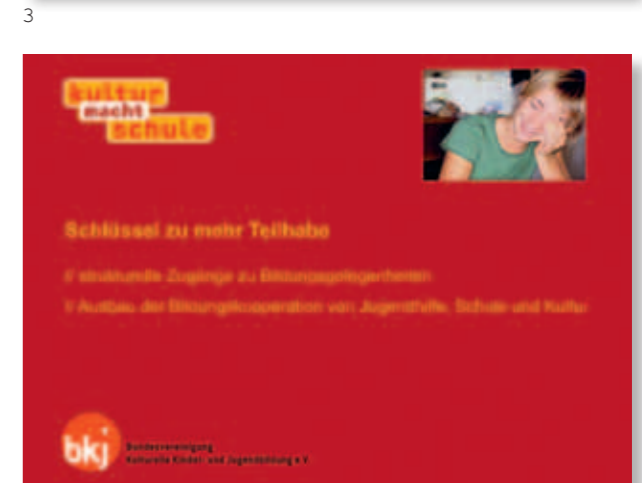 3
kultur
macht
schule
Schlüssel zu mehr Teilhabe
// strukturelle Zugänge zu Bildungsgelegenheiten
// Ausbau der Bildungskooperation von Jugendhilfe, Schule und Kultur
bkj
Bundesvereinigung
Kulturelle Kinder- und Jugendbildung e.V.